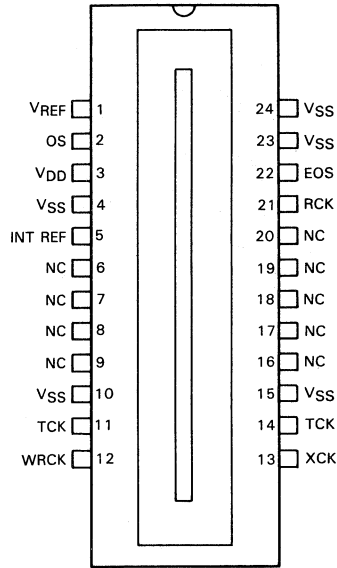 VREF 1 24 VSS
OS 2 23 VSS
VDD 3 22 EOS
VSS 4 21 RCK
INT REF 5 20 NC
NC 6 19 NC
NC 7 18 NC
NC 8 17 NC
NC 9 16 NC
VSS 10 15 VSS
TCK 11 14 TCK
WRCK 12 13 XCK